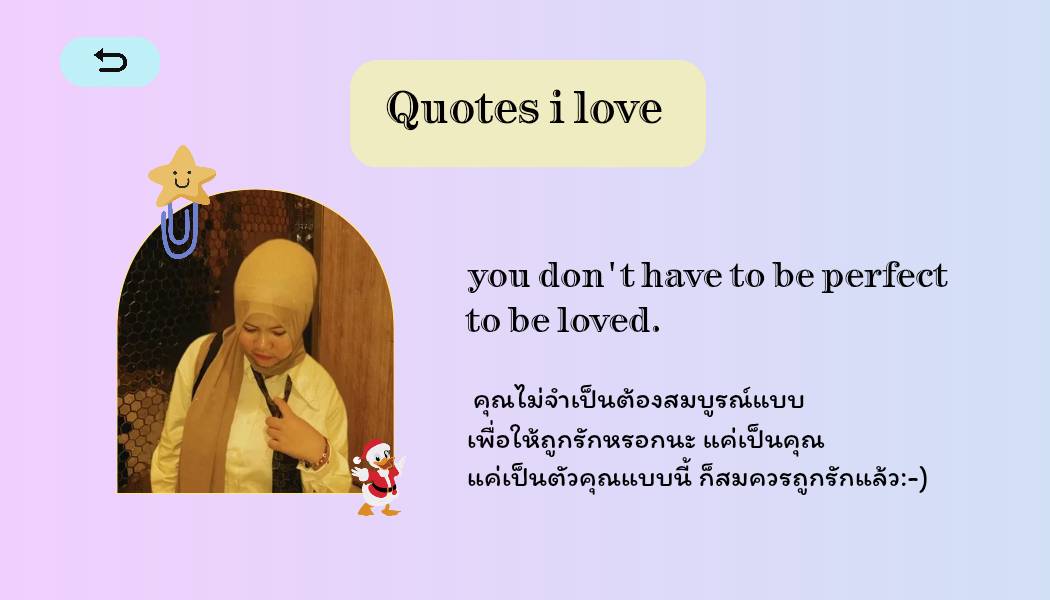 Quotes i love
you don't have to be perfect
to be loved.
คุณไม่จำเป็นต้องสมบูรณ์แบบ
เพื่อให้ถูกรักหรอกนะ แค่เป็นคุณ
แค่เป็นตัวคุณแบบนี้ ก็สมควรถูกรักแล้ว:-)